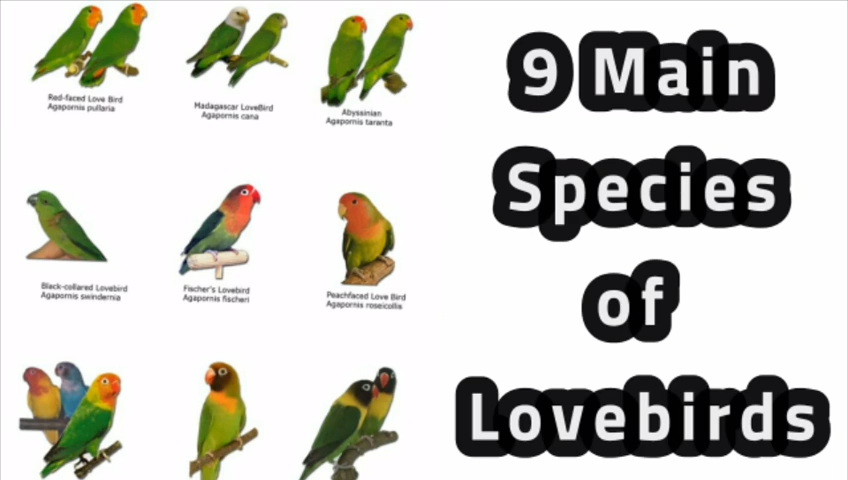 Red-faced Love Bird
Agapornis pullaria
Madagascar LoveBird
Agapornis cana
Abyssinian
Agapornis taranta
Black-collared Lovebird
Agapornis swindernia
Fischer's Lovebird
Agapornis fischeri
Peachfaced Love Bird
Agapornis roseicollis
9 Main
Species
of
Lovebirds